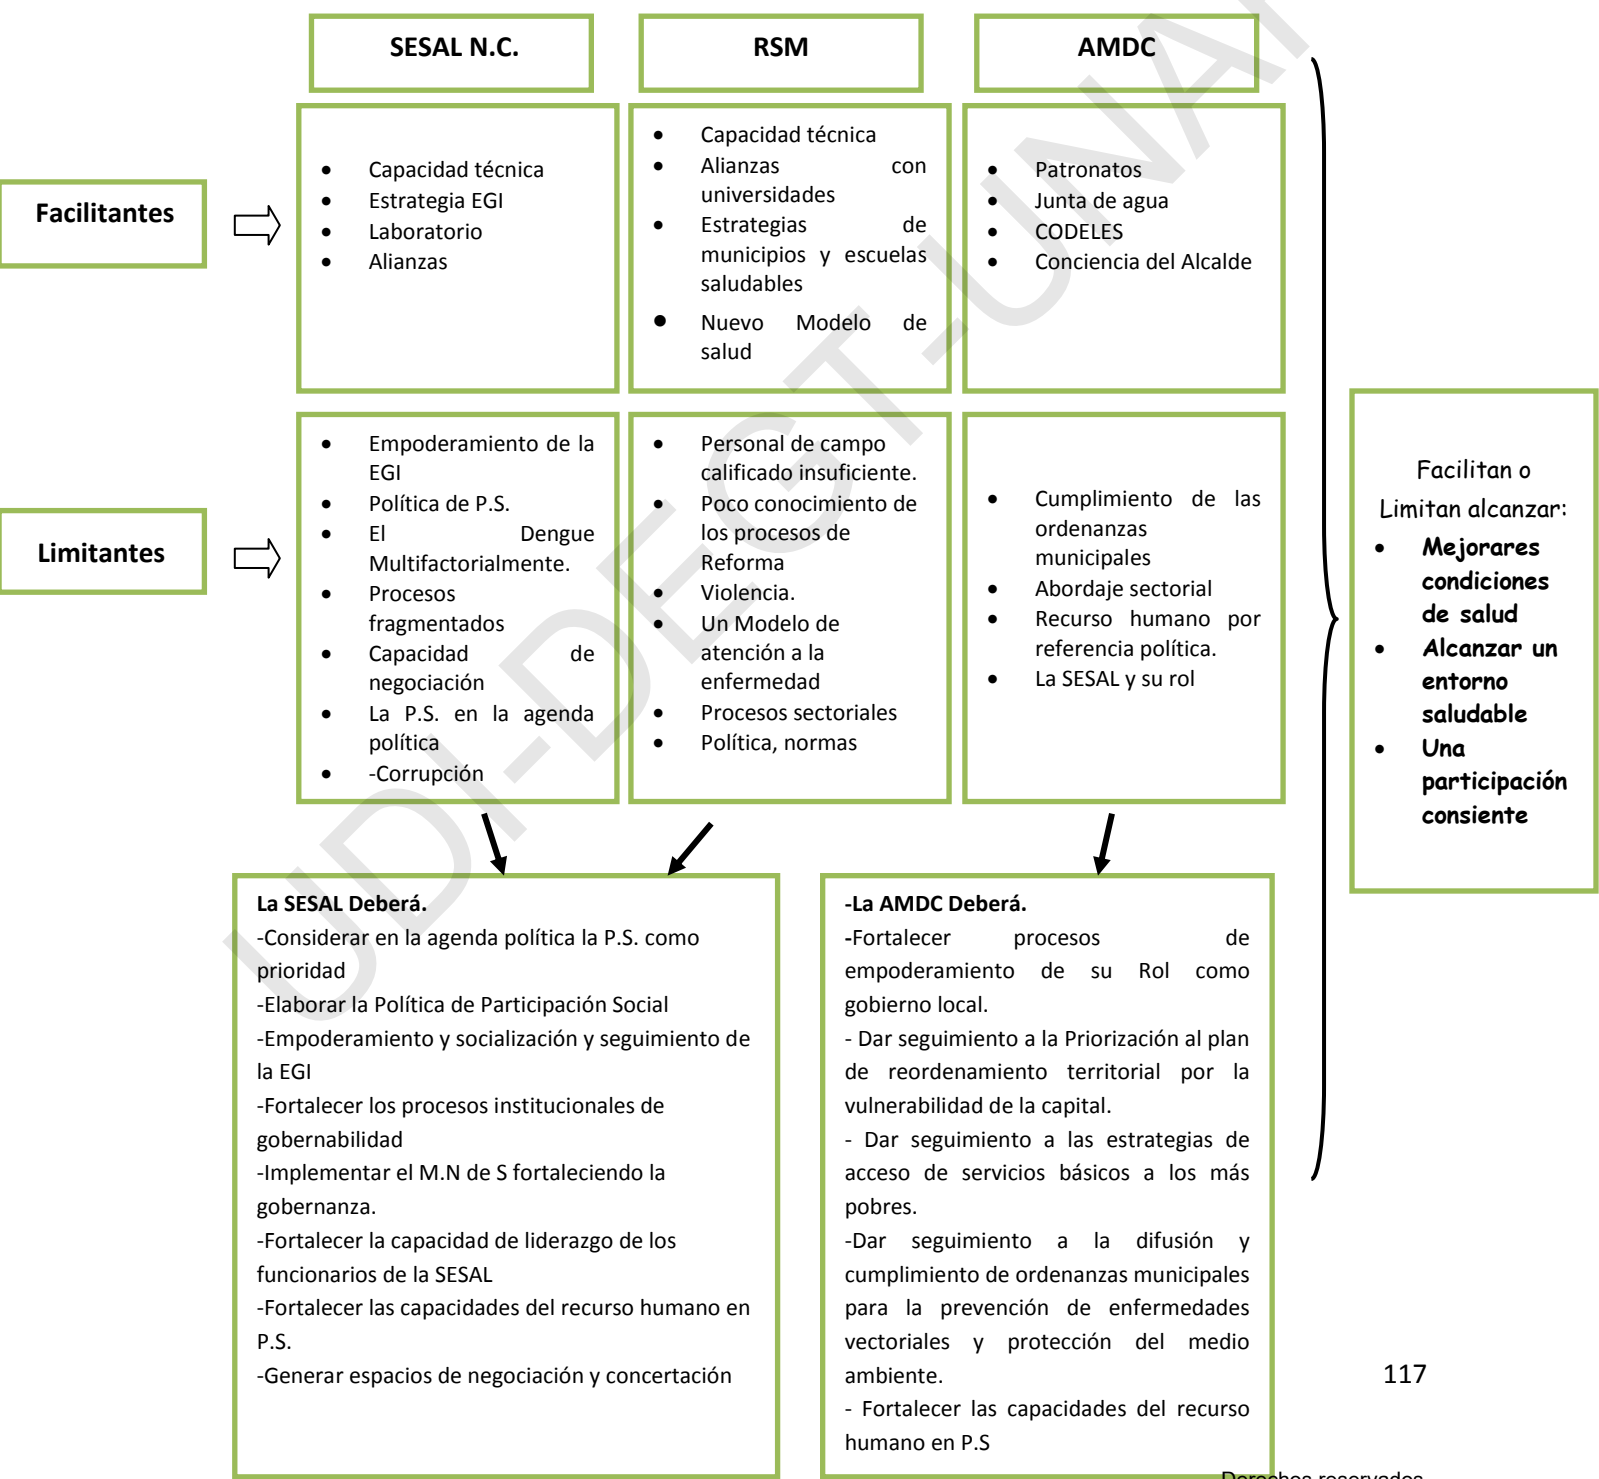 SESAL N.C.
RSM
AMDC
Facilitantes
• Capacidad técnica
• Estrategia EGI
• Laboratorio
• Alianzas
• Capacidad técnica
• Alianzas con
universidades
• Estrategias de
municipios y escuelas
saludables
• Nuevo Modelo de
salud
• Patronatos
• Junta de agua
• CODELES
• Conciencia del Alcalde
Limitantes
• Empoderamiento de la
EGI
• Política de P.S.
• El Dengue
Multifactorialmente.
• Procesos
fragmentados
• Capacidad de
negociación
• La P.S. en la agenda
política
• -Corrupción
• Personal de campo
calificado insuficiente.
• Poco conocimiento de
los procesos de
Reforma
• Violencia.
• Un Modelo de
atención a la
enfermedad
• Procesos sectoriales
• Política, normas
• Cumplimiento de las
ordenanzas
municipales
• Abordaje sectorial
• Recurso humano por
referencia política.
• La SESAL y su rol
Facilitan o
Limitan alcanzar:
• Mejorares
condiciones
de salud
• Alcanzar un
entorno
saludable
• Una
participación
consiente
La SESAL Deberá.
-Considerar en la agenda política la P.S. como
prioridad
-Elaborar la Política de Participación Social
-Empoderamiento y socialización y seguimiento de
la EGI
-Fortalecer los procesos institucionales de
gobernabilidad
-Implementar el M.N de S fortaleciendo la
gobernanza.
-Fortalecer la capacidad de liderazgo de los
funcionarios de la SESAL
-Fortalecer las capacidades del recurso humano en
P.S.
-Generar espacios de negociación y concertación
-La AMDC Deberá.
-Fortalecer procesos de
empoderamiento de su Rol como
gobierno local.
- Dar seguimiento a la Priorización al plan
de reordenamiento territorial por la
vulnerabilidad de la capital.
- Dar seguimiento a las estrategias de
acceso de servicios básicos a los más
pobres.
-Dar seguimiento a la difusión y
cumplimiento de ordenanzas municipales
para la prevención de enfermedades
vectoriales y protección del medio
ambiente.
- Fortalecer las capacidades del recurso
humano en P.S
117
Derechos reservados
UDI-DEGT-UNA